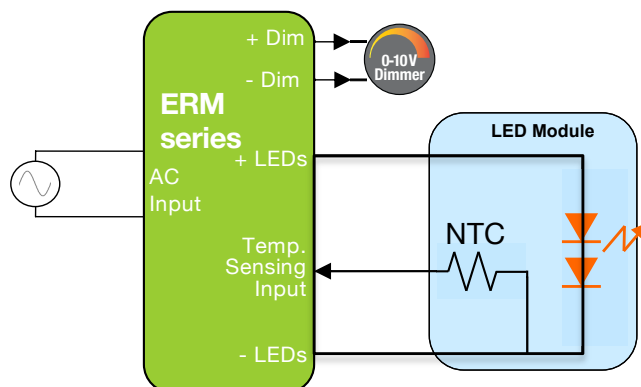 + Dim
0-10V
Dimmer
- Dim
ERM
series
LED Module
+ LEDs
AC
Input
NTC
Temp.
Sensing
Input
- LEDs